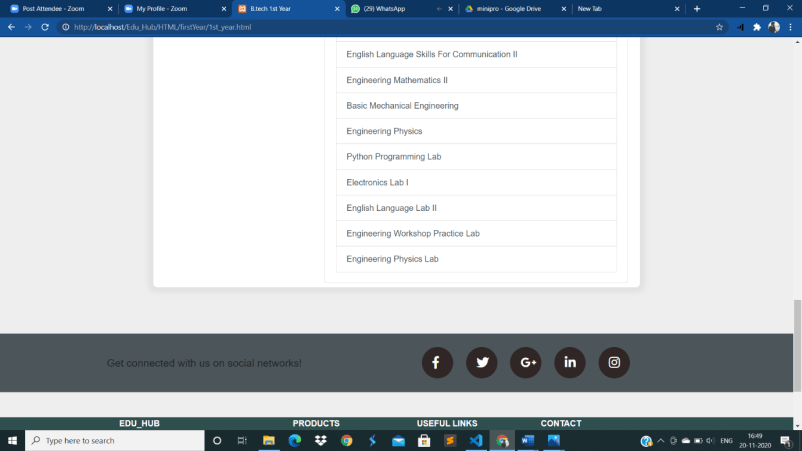 Post Attendee - Zoom
My Profile - Zoom
B.tech 1st Year
(29) WhatsApp
minipro - Google Drive
New Tab
http://localhost/Edu_Hub/HTML/firstYear/1st_year.html
English Language Skills For Communication II
Engineering Mathematics II
Basic Mechanical Engineering
Engineering Physics
Python Programming Lab
Electronics Lab I
English Language Lab II
Engineering Workshop Practice Lab
Engineering Physics Lab
Get connected with us on social networks!
EDU_HUB PRODUCTS USEFUL LINKS CONTACT
Type here to search
ENG
16:49
20-11-2020